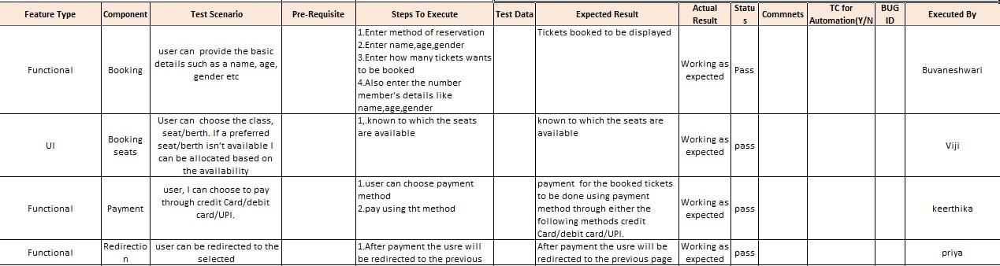 Feature Type
Component
Test Scenario
Pre-Requisite
Steps To Execute
Test Data
Expected Result
Actual
Result
Statu
s
Commnets
TC for
Automation(Y/N
BUG
ID
Executed By
Functional
Booking
user can provide the basic
details such as a name, age,
gender etc
1.Enter method of reservation
2.Enter name,age,gender
3.Enter how many tickets wants
to be booked
4.Also enter the number
member's details like
name,age,gender
Tickets booked to be displayed
Working as
expected
Pass
Buvaneshwari
UI
Booking
seats
User can choose the class,
seat/berth. If a preferred
seat/berth isn't available I
can be allocated based on
the availability
1,.known to which the seats
are available
known to which the seats are
available
Working as
expected
pass
Viji
Functional
Payment
user, I can choose to pay
through credit Card/debit
card/UPI.
1.user can choose payment
method
2.pay using tht method
payment for the booked tickets
to be done using payment
method through either the
following methods credit
Card/debit card/UPI.
Working as
expected
pass
keerthika
Functional
Redirectio
n
user can be redirected to the
selected
1.After payment the usre will
be redirected to the previous
After payment the usre will be
redirected to the previous page
Working as
expected
pass
priya